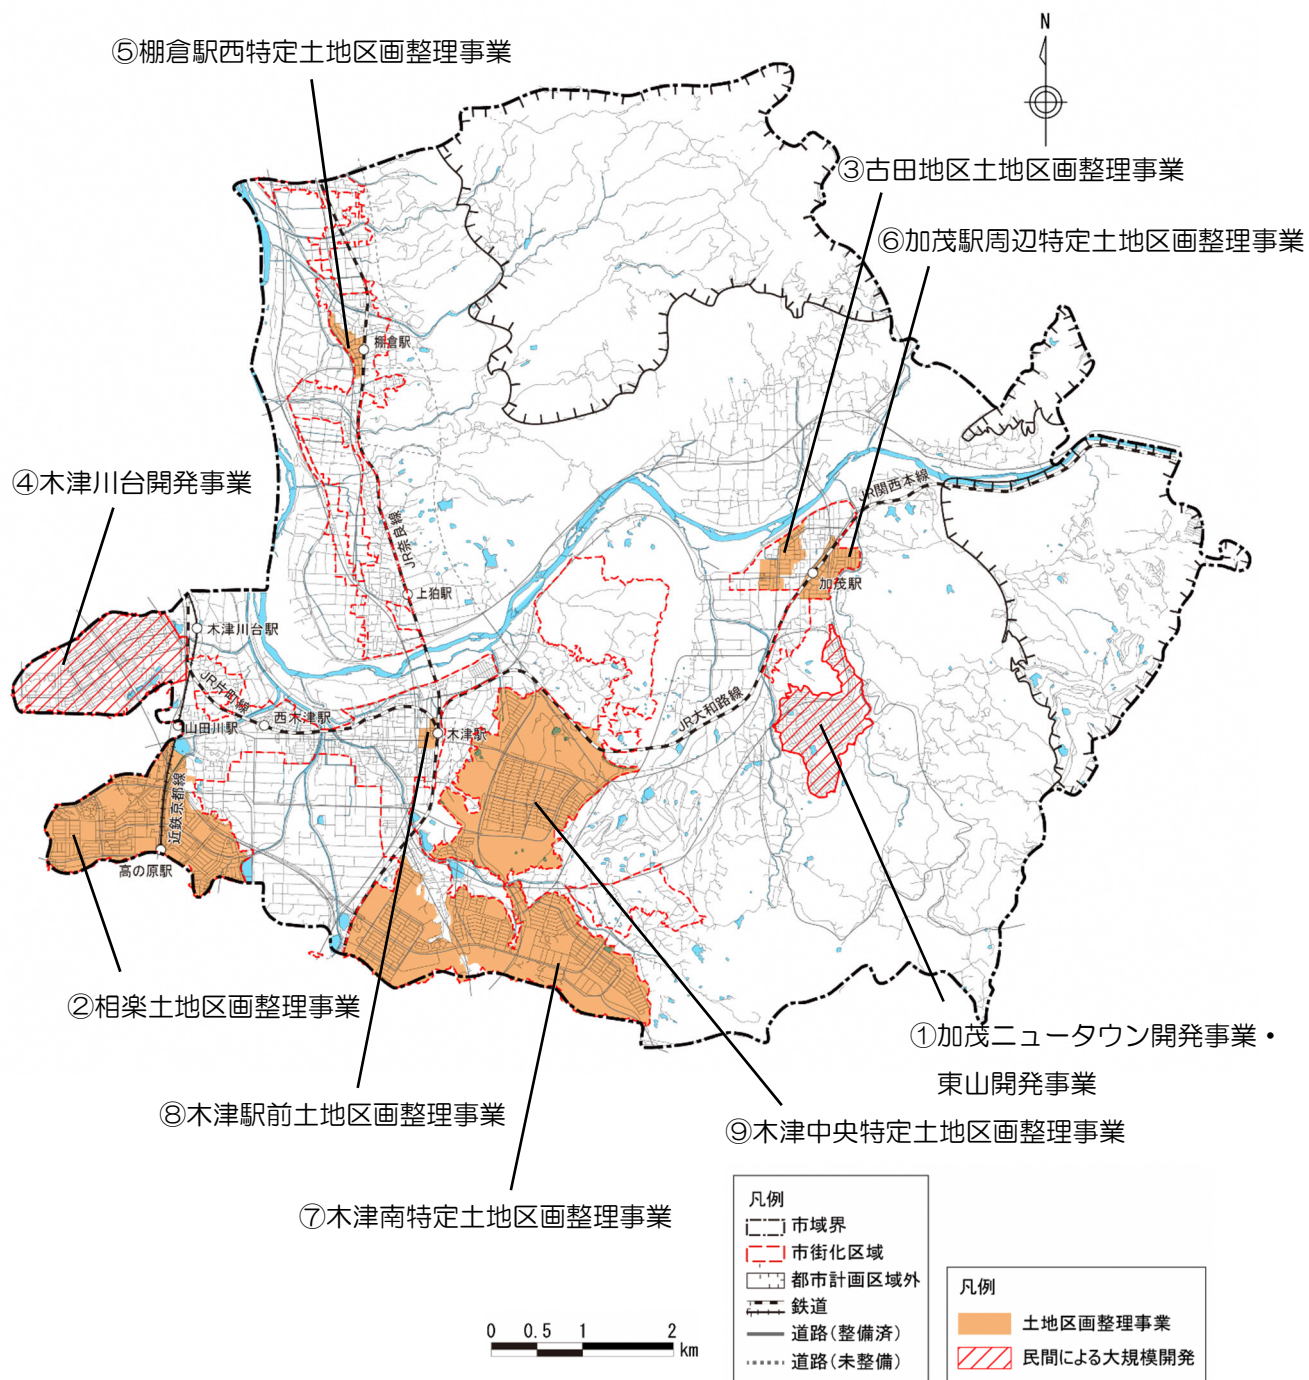 N
⑤棚倉駅西特定土地区画整理事業
③古田地区土地区画整理事業
⑥加茂駅周辺特定土地区画整理事業
棚倉駅
④木津川台開発事業
JR関西本線
JR奈良線
加茂駅
上狛駅
木津川台駅
JR片町線
西木津駅
山田川駅
木津駅
JR大和路線
近鉄京都線
高の原駅
②相楽土地区画整理事業
①加茂ニュータウン開発事業・
東山開発事業
⑧木津駅前土地区画整理事業
⑨木津中央特定土地区画整理事業
⑦木津南特定土地区画整理事業
凡例
市域界
市街化区域
都市計画区域外
鉄道
道路(整備済)
道路(未整備)
凡例
土地区画整理事業
民間による大規模開発
0 0.5 1 2
km